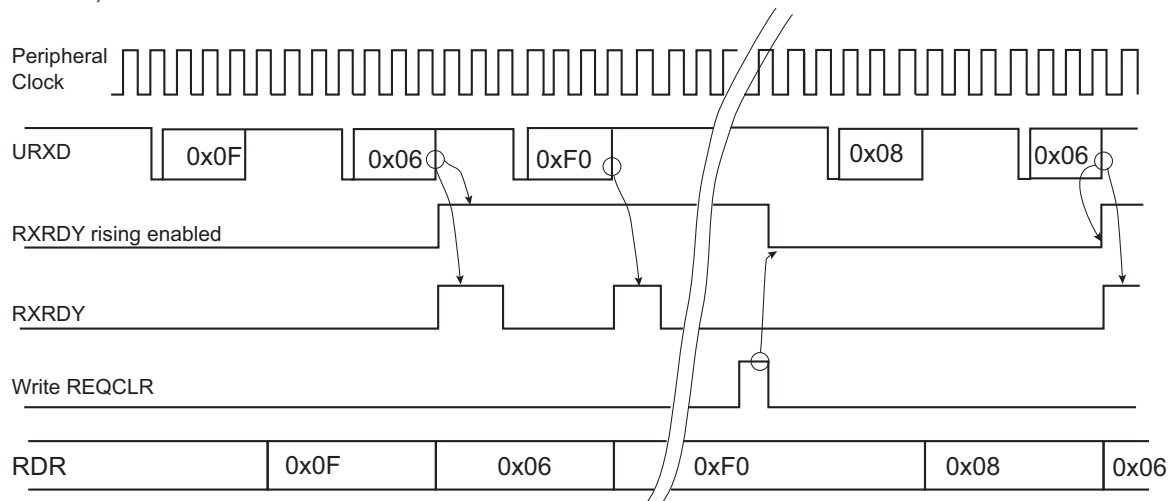 Peripheral
Clock
URXD
0x0F
0x06
0xF0
0x08
0x06
RXRDY rising enabled
RXRDY
Write REQCLR
RDR
0x0F
0x06
0xF0
0x08
0x06